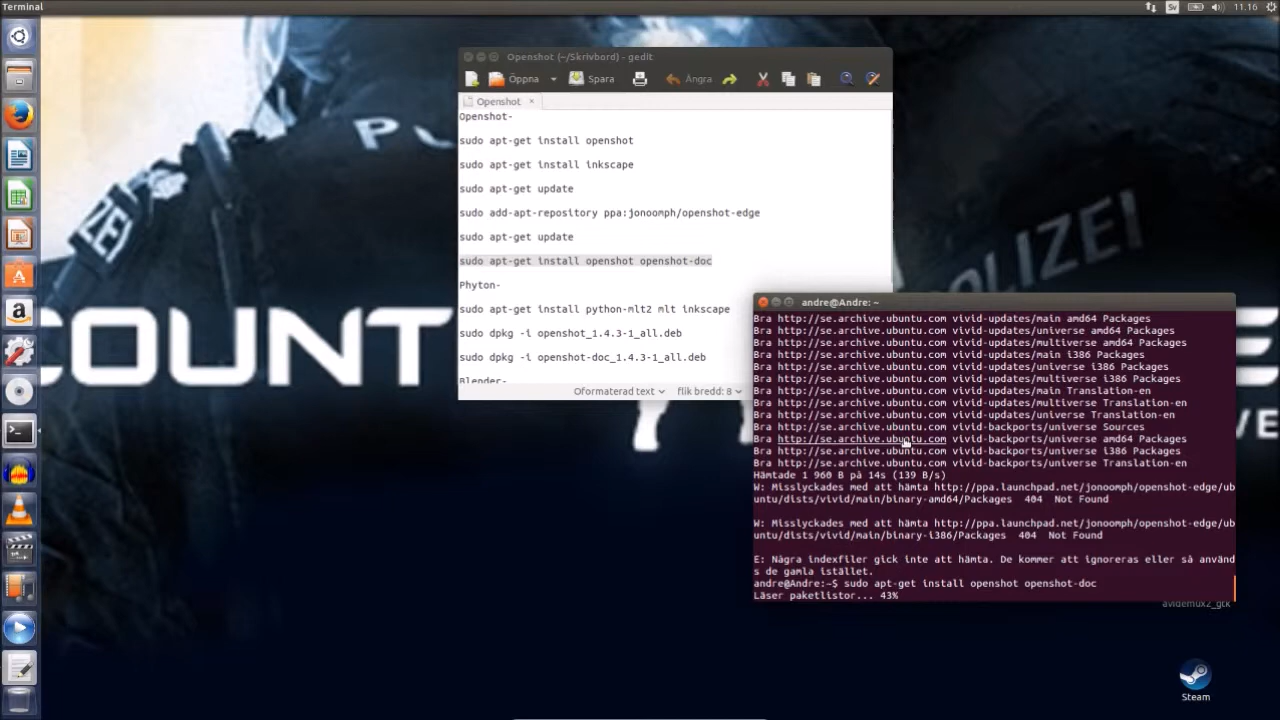 Terminal
Sv
11.16
Openshot (~/Skrivbord) - gedit
Öppna
Spara
Ångra
Openshot ×
Openshot-
sudo apt-get install openshot
sudo apt-get install inkscape
sudo apt-get update
sudo add-apt-repository ppa:jonoomph/openshot-edge
sudo apt-get update
sudo apt-get install openshot openshot-doc
Phyton-
sudo apt-get install python-mlt2 mlt inkscape
sudo dpkg -i openshot_1.4.3-1_all.deb
sudo dpkg -i openshot-doc_1.4.3-1_all.deb
Blender-
Oformaterad text
flik bredd: 8
andre@Andre: ~
Bra http://se.archive.ubuntu.com vivid-updates/main amd64 Packages
Bra http://se.archive.ubuntu.com vivid-updates/universe amd64 Packages
Bra http://se.archive.ubuntu.com vivid-updates/multiverse amd64 Packages
Bra http://se.archive.ubuntu.com vivid-updates/main i386 Packages
Bra http://se.archive.ubuntu.com vivid-updates/universe i386 Packages
Bra http://se.archive.ubuntu.com vivid-updates/multiverse i386 Packages
Bra http://se.archive.ubuntu.com vivid-updates/main Translation-en
Bra http://se.archive.ubuntu.com vivid-updates/multiverse Translation-en
Bra http://se.archive.ubuntu.com vivid-updates/universe Translation-en
Bra http://se.archive.ubuntu.com vivid-backports/universe Sources
Bra http://se.archive.ubuntu.com vivid-backports/universe amd64 Packages
Bra http://se.archive.ubuntu.com vivid-backports/universe i386 Packages
Bra http://se.archive.ubuntu.com vivid-backports/universe Translation-en
Hämtade 1 960 B på 14s (139 B/s)
W: Misslyckades med att hämta http://ppa.launchpad.net/jonoomph/openshot-edge/ub
untu/dists/vivid/main/binary-amd64/Packages 404 Not Found
W: Misslyckades med att hämta http://ppa.launchpad.net/jonoomph/openshot-edge/ub
untu/dists/vivid/main/binary-i386/Packages 404 Not Found
E: Några indexfiler gick inte att hämta. De kommer att ignoreras eller så använd
s de gamla istället.
andre@Andre:~$ sudo apt-get install openshot openshot-doc
Läser paketlistor... 43%
avidemux2_gtk
Steam
COUNT
POLIZEI